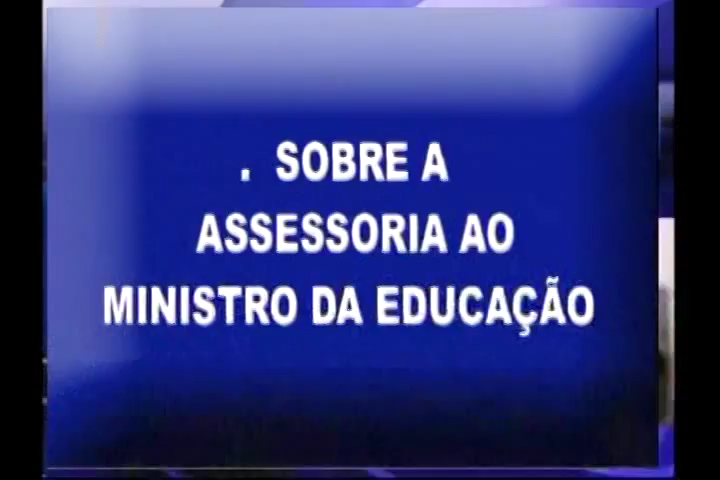 . SOBRE A
ASSESSORIA AO
MINISTRO DA EDUCAÇÃO